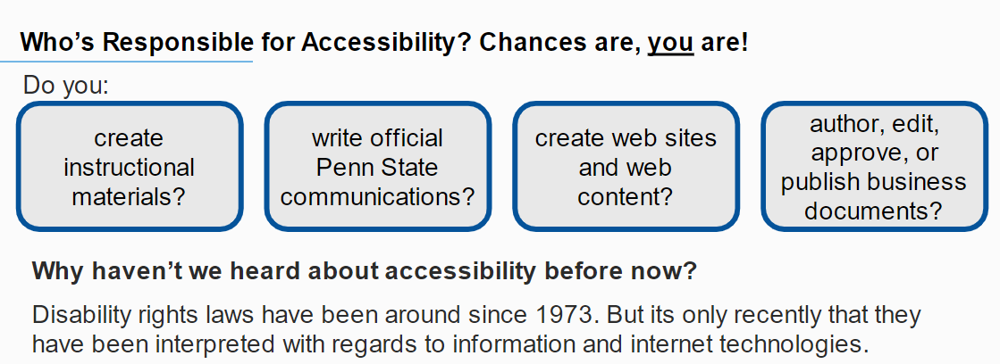 Who’s Responsible for Accessibility? Chances are, you are!
Do you:
create
instructional
materials?
write official
Penn State
communications?
create web sites
and web
content?
author, edit,
approve, or
publish business
documents?
Why haven’t we heard about accessibility before now?
Disability rights laws have been around since 1973. But its only recently that they
have been interpreted with regards to information and internet technologies.